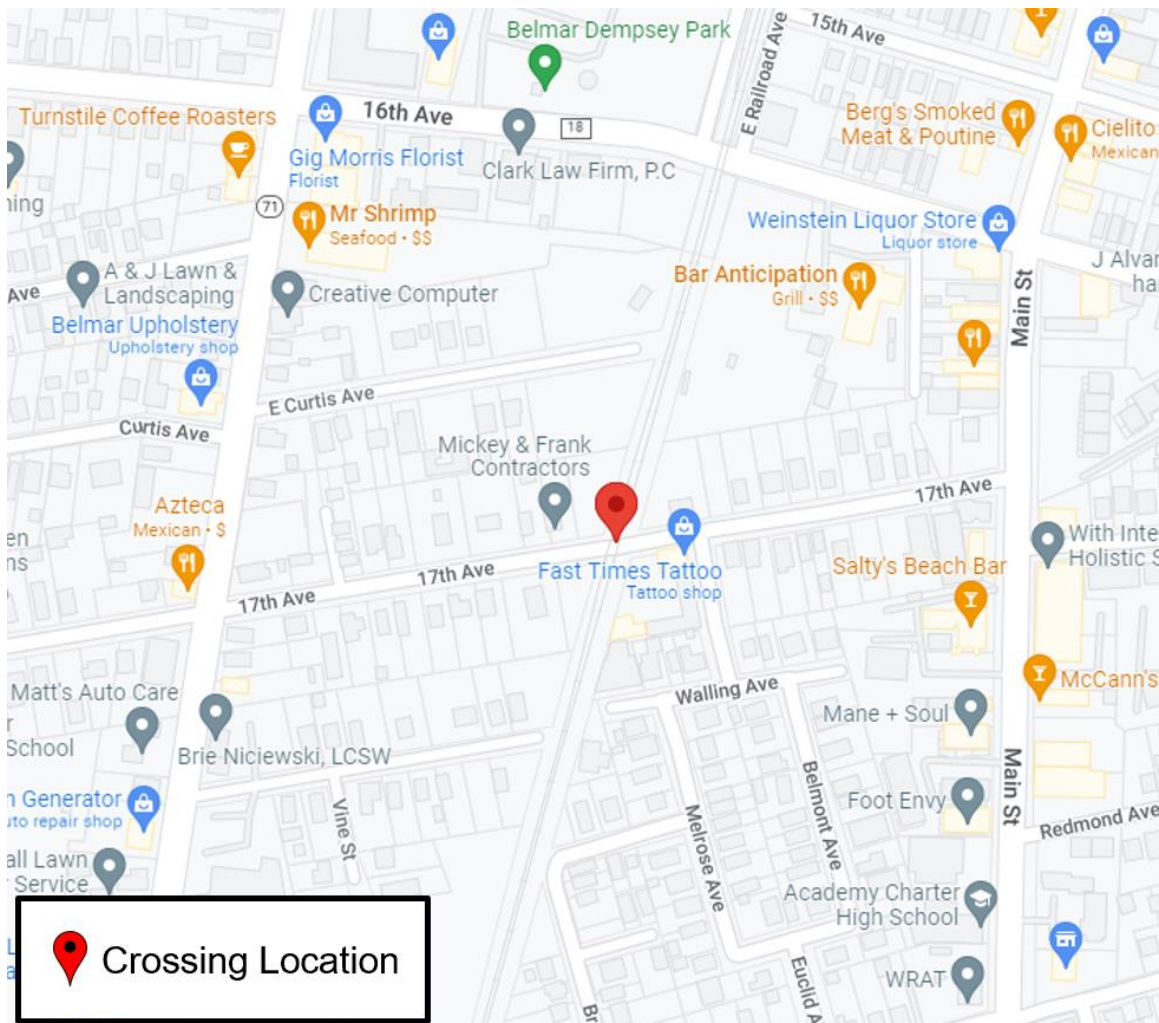 Belmar Dempsey Park
15th Ave
E Railroad Ave
16th Ave
18
Turnstile Coffee Roasters
Berg's Smoked
Meat & Poutine
Cielito
Mexican
Gig Morris Florist
Florist
Clark Law Firm, P.C
71
Mr Shrimp
Seafood • $$
Weinstein Liquor Store
Liquor store
A & J Lawn &
Landscaping
Ave
Creative Computer
Bar Anticipation
Grill • $$
J Alvar
Main St
Belmar Upholstery
Upholstery shop
E Curtis Ave
Curtis Ave
Mickey & Frank
Contractors
17th Ave
Azteca
Mexican • $
With Inte
Holistic S
17th Ave
17th Ave
Fast Times Tattoo
Tattoo shop
Salty's Beach Bar
Walling Ave
McCann's
Matt's Auto Care
School
Mane + Soul
Brie Niciewski, LCSW
Belmont Ave
Main St
n Generator
uto repair shop
Vine St
Melrose Ave
Foot Envy
Redmond Ave
all Lawn
Service
Academy Charter
High School
Euclid A
WRAT
Br
Crossing Location